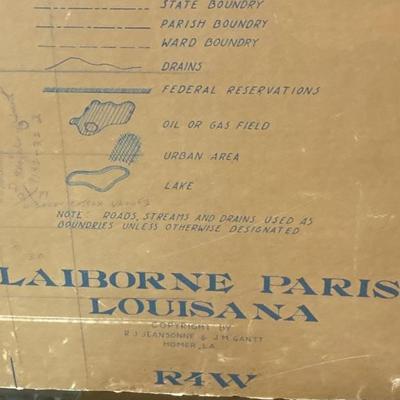 STATE BOUNDRY
PARISH BOUNDRY
WARD BOUNDRY
DRAINS
FEDERAL RESERVATIONS
OIL OR GAS FIELD
URBAN AREA
LAKE
NOTE: ROADS, STREAMS AND DRAINS USED AS
BOUNDRIES UNLESS OTHERWISE DESIGNATED
LAIBORNE PARIS
LOUISANA
COPYRIGHT BY
R J JEANSONNE & J M GANTT
HOMER, LA.
R4W